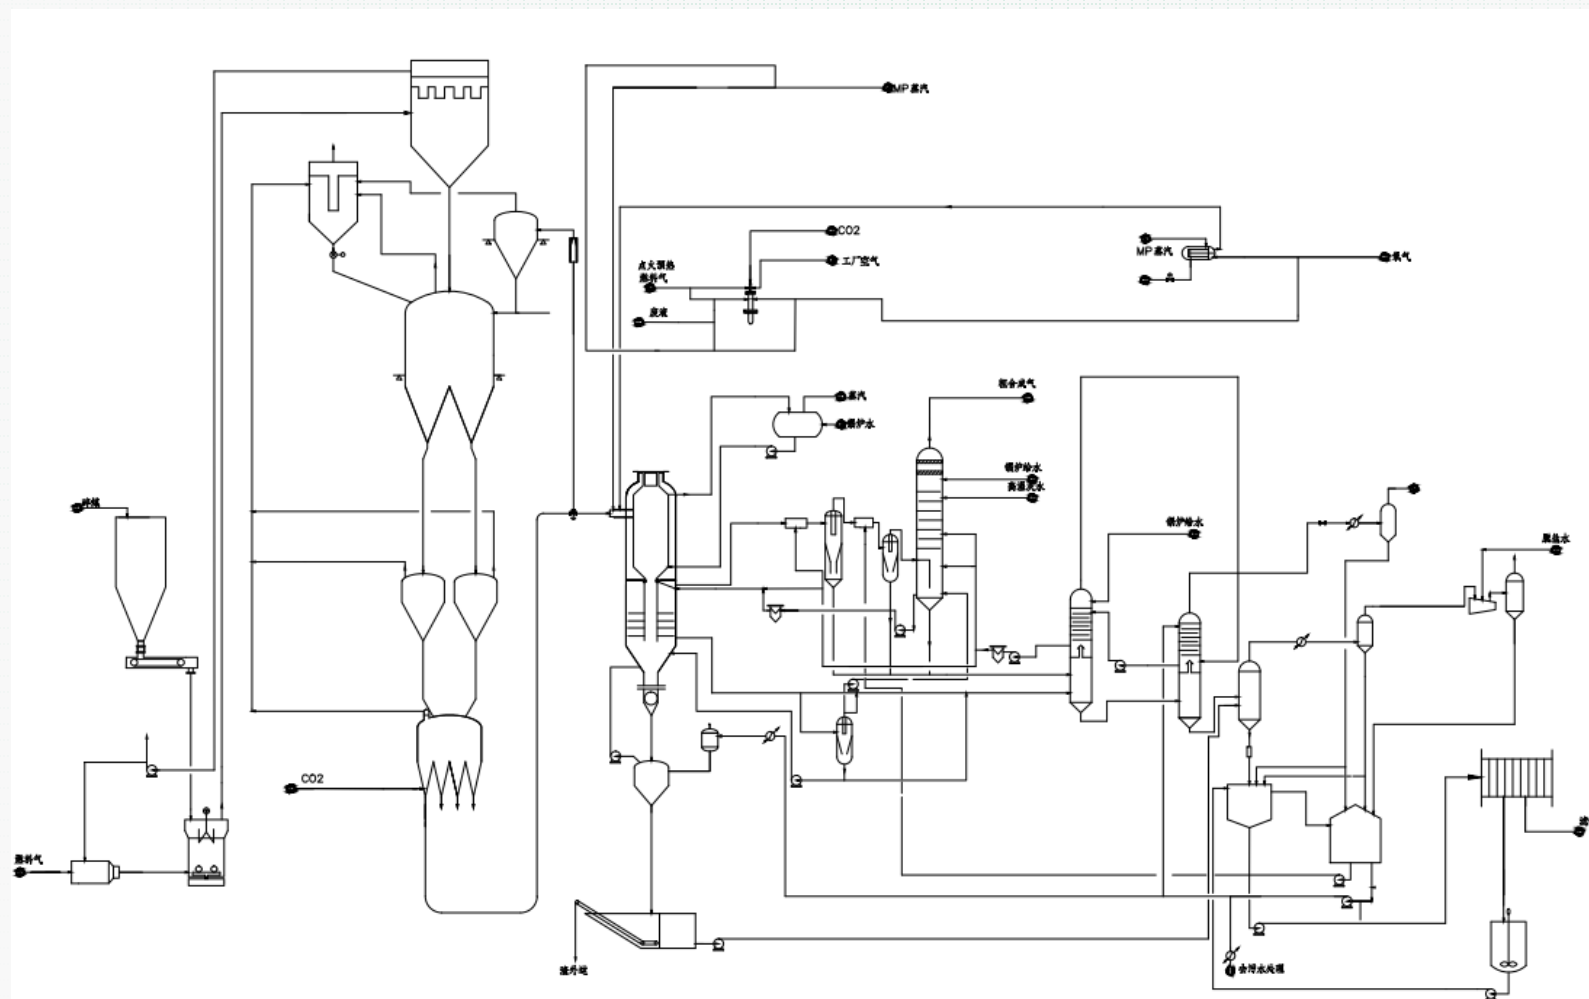 MP蒸汽
CO2
工厂空气
点火预热
燃料气
废液
MP蒸汽
氧气
蒸汽
锅炉水
粗合成气
锅炉给水
高温灰水
碎煤
锅炉给水
脱盐水
CO2
燃料气
渣外运
去污水处理